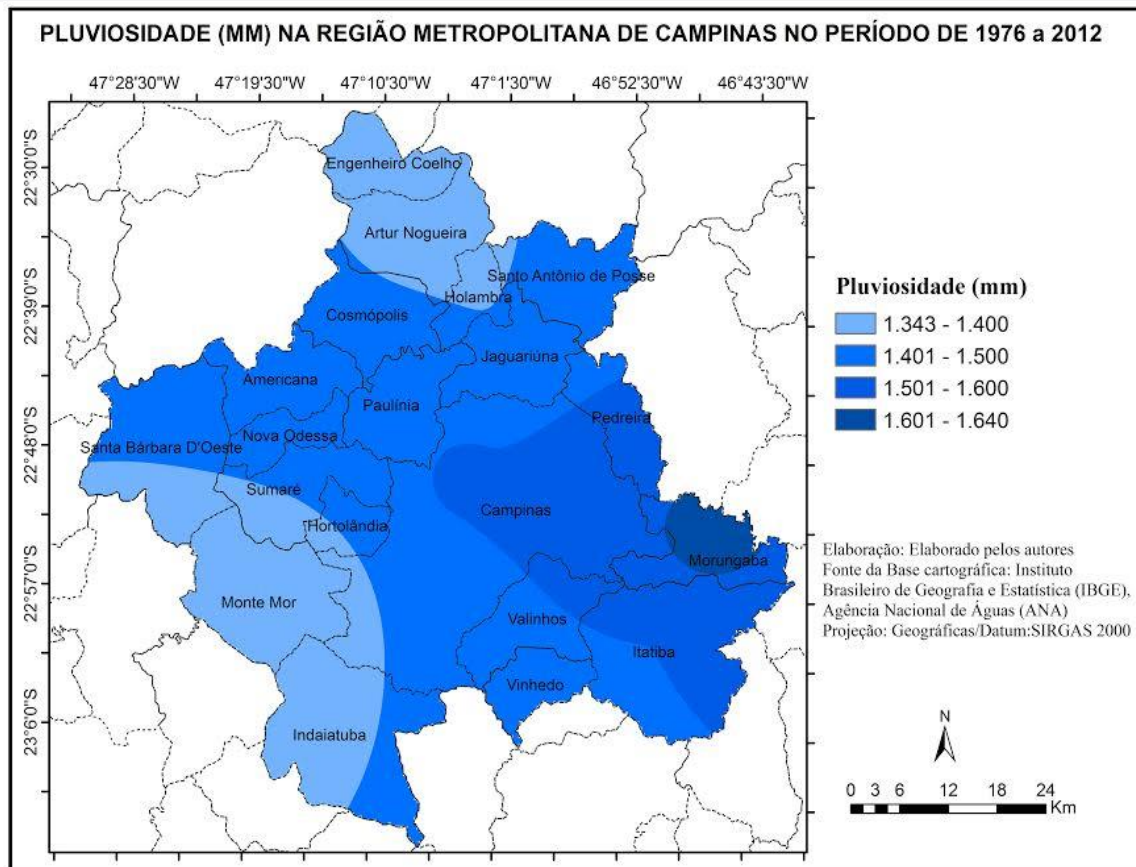 PLUVIOSIDADE (MM) NA REGIÃO METROPOLITANA DE CAMPINAS NO PERÍODO DE 1976 a 2012
47°28'30"W 47°19'30"W 47°10'30"W 47°1'30"W 46°52'30"W 46°43'30"W
22°30'0"S
22°39'0"S
22°48'0"S
22°57'0"S
23°6'0"S
Engenheiro Coelho
Artur Nogueira
Santo Antônio de Posse
Holambra
Cosmópolis
Jaguariúna
Americana
Paulínia
Pedreira
Nova Odessa
Santa Bárbara D'Oeste
Sumaré
Campinas
Hortolândia
Morungaba
Monte Mor
Valinhos
Itatiba
Vinhedo
Indaiatuba
Pluviosidade (mm)
1.343 - 1.400
1.401 - 1.500
1.501 - 1.600
1.601 - 1.640
Elaboração: Elaborado pelos autores
Fonte da Base cartográfica: Instituto
Brasileiro de Geografia e Estatística (IBGE),
Agência Nacional de Águas (ANA)
Projeção: Geográficas/Datum:SIRGAS 2000
N
0 3 6 12 18 24
Km